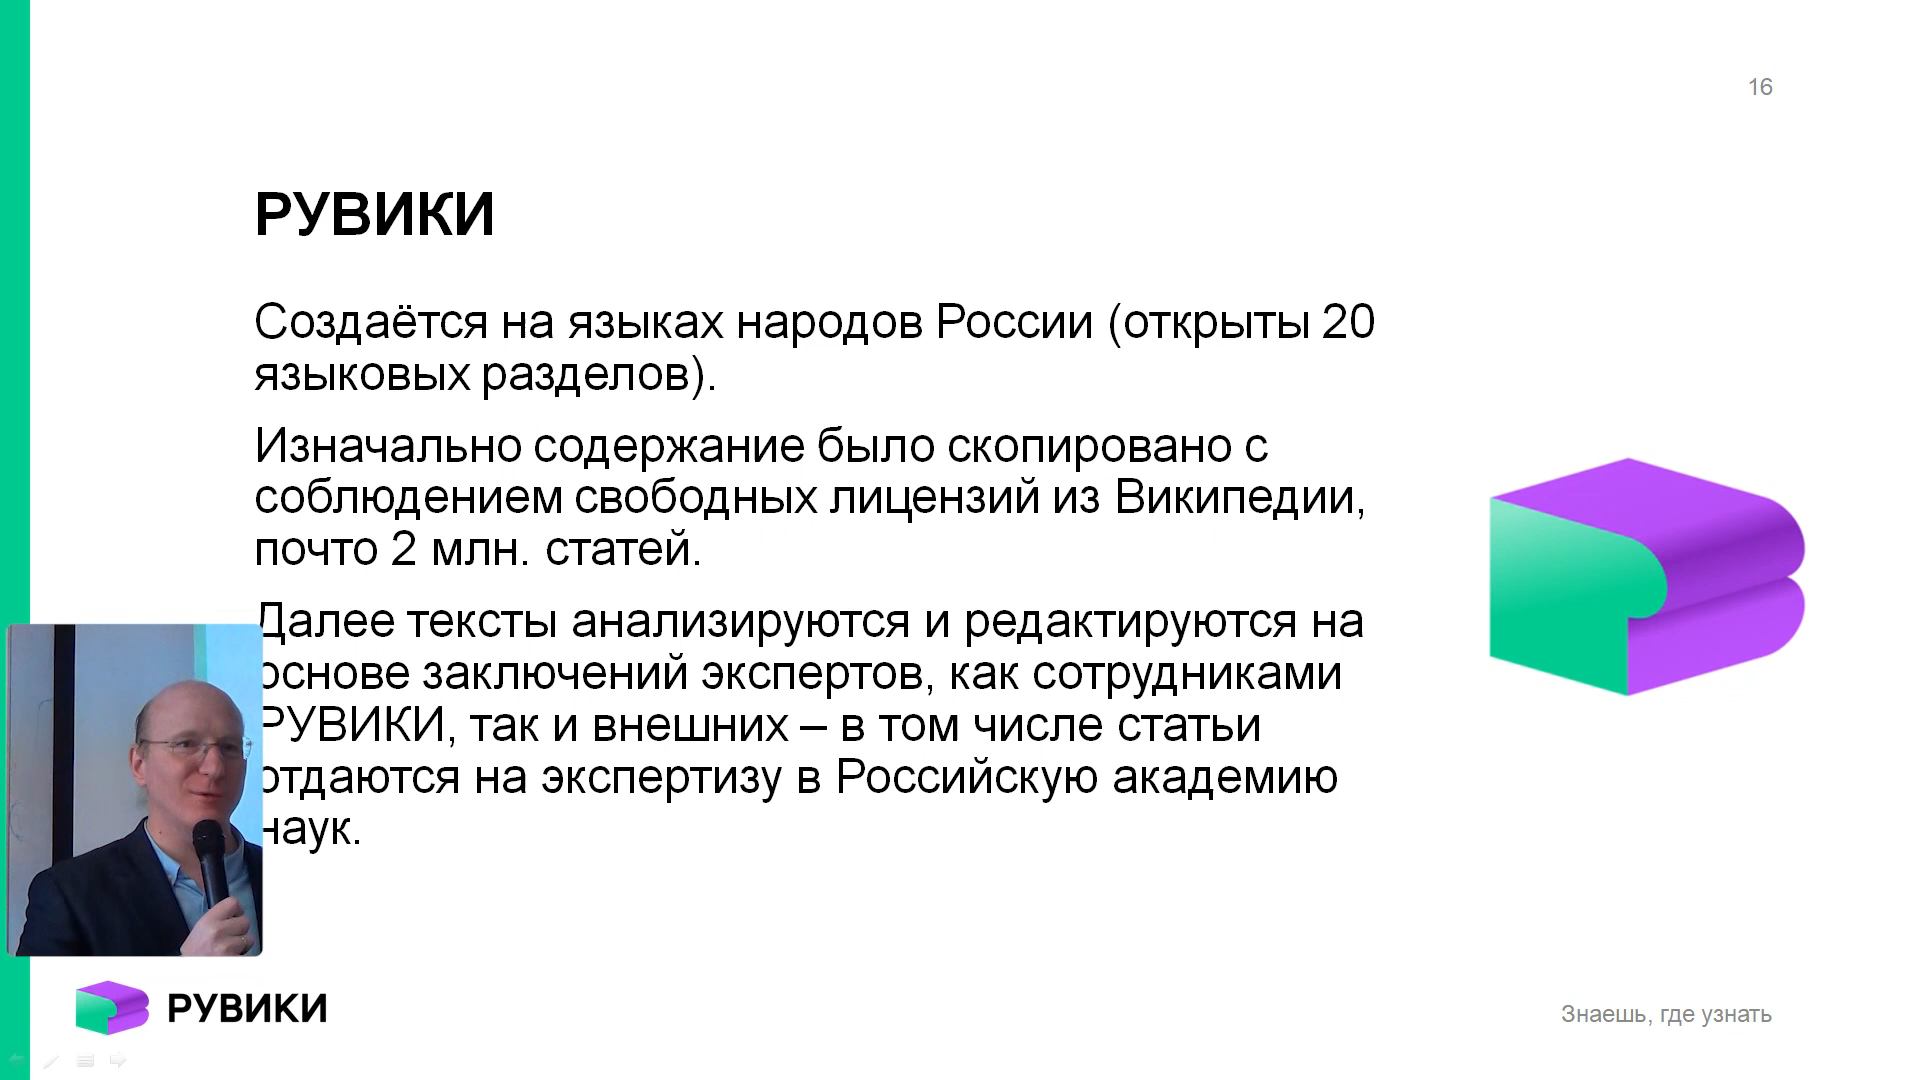 16
РУВИКИ
Создаётся на языках народов России (открыты 20
языковых разделов).
Изначально содержание было скопировано с
соблюдением свободных лицензий из Википедии,
почто 2 млн. статей.
Далее тексты анализируются и редактируются на
основе заключений экспертов, как сотрудниками
РУВИКИ, так и внешних – в том числе статьи
отдаются на экспертизу в Российскую академию
наук.
РУВИКИ
Знаешь, где узнать